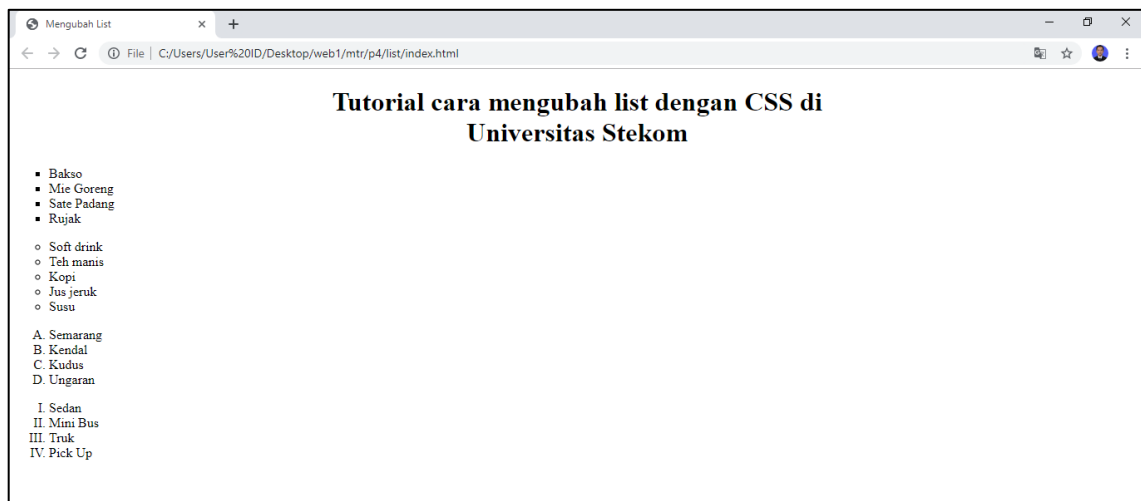 Mengubah List
File | C:/Users/User%20ID/Desktop/web1/mtr/p4/list/index.html
Tutorial cara mengubah list dengan CSS di
Universitas Stekom
▪ Bakso
▪ Mie Goreng
▪ Sate Padang
▪ Rujak
◦ Soft drink
◦ Teh manis
◦ Kopi
◦ Jus jeruk
◦ Susu
A. Semarang
B. Kendal
C. Kudus
D. Ungaran
I. Sedan
II. Mini Bus
III. Truk
IV. Pick Up